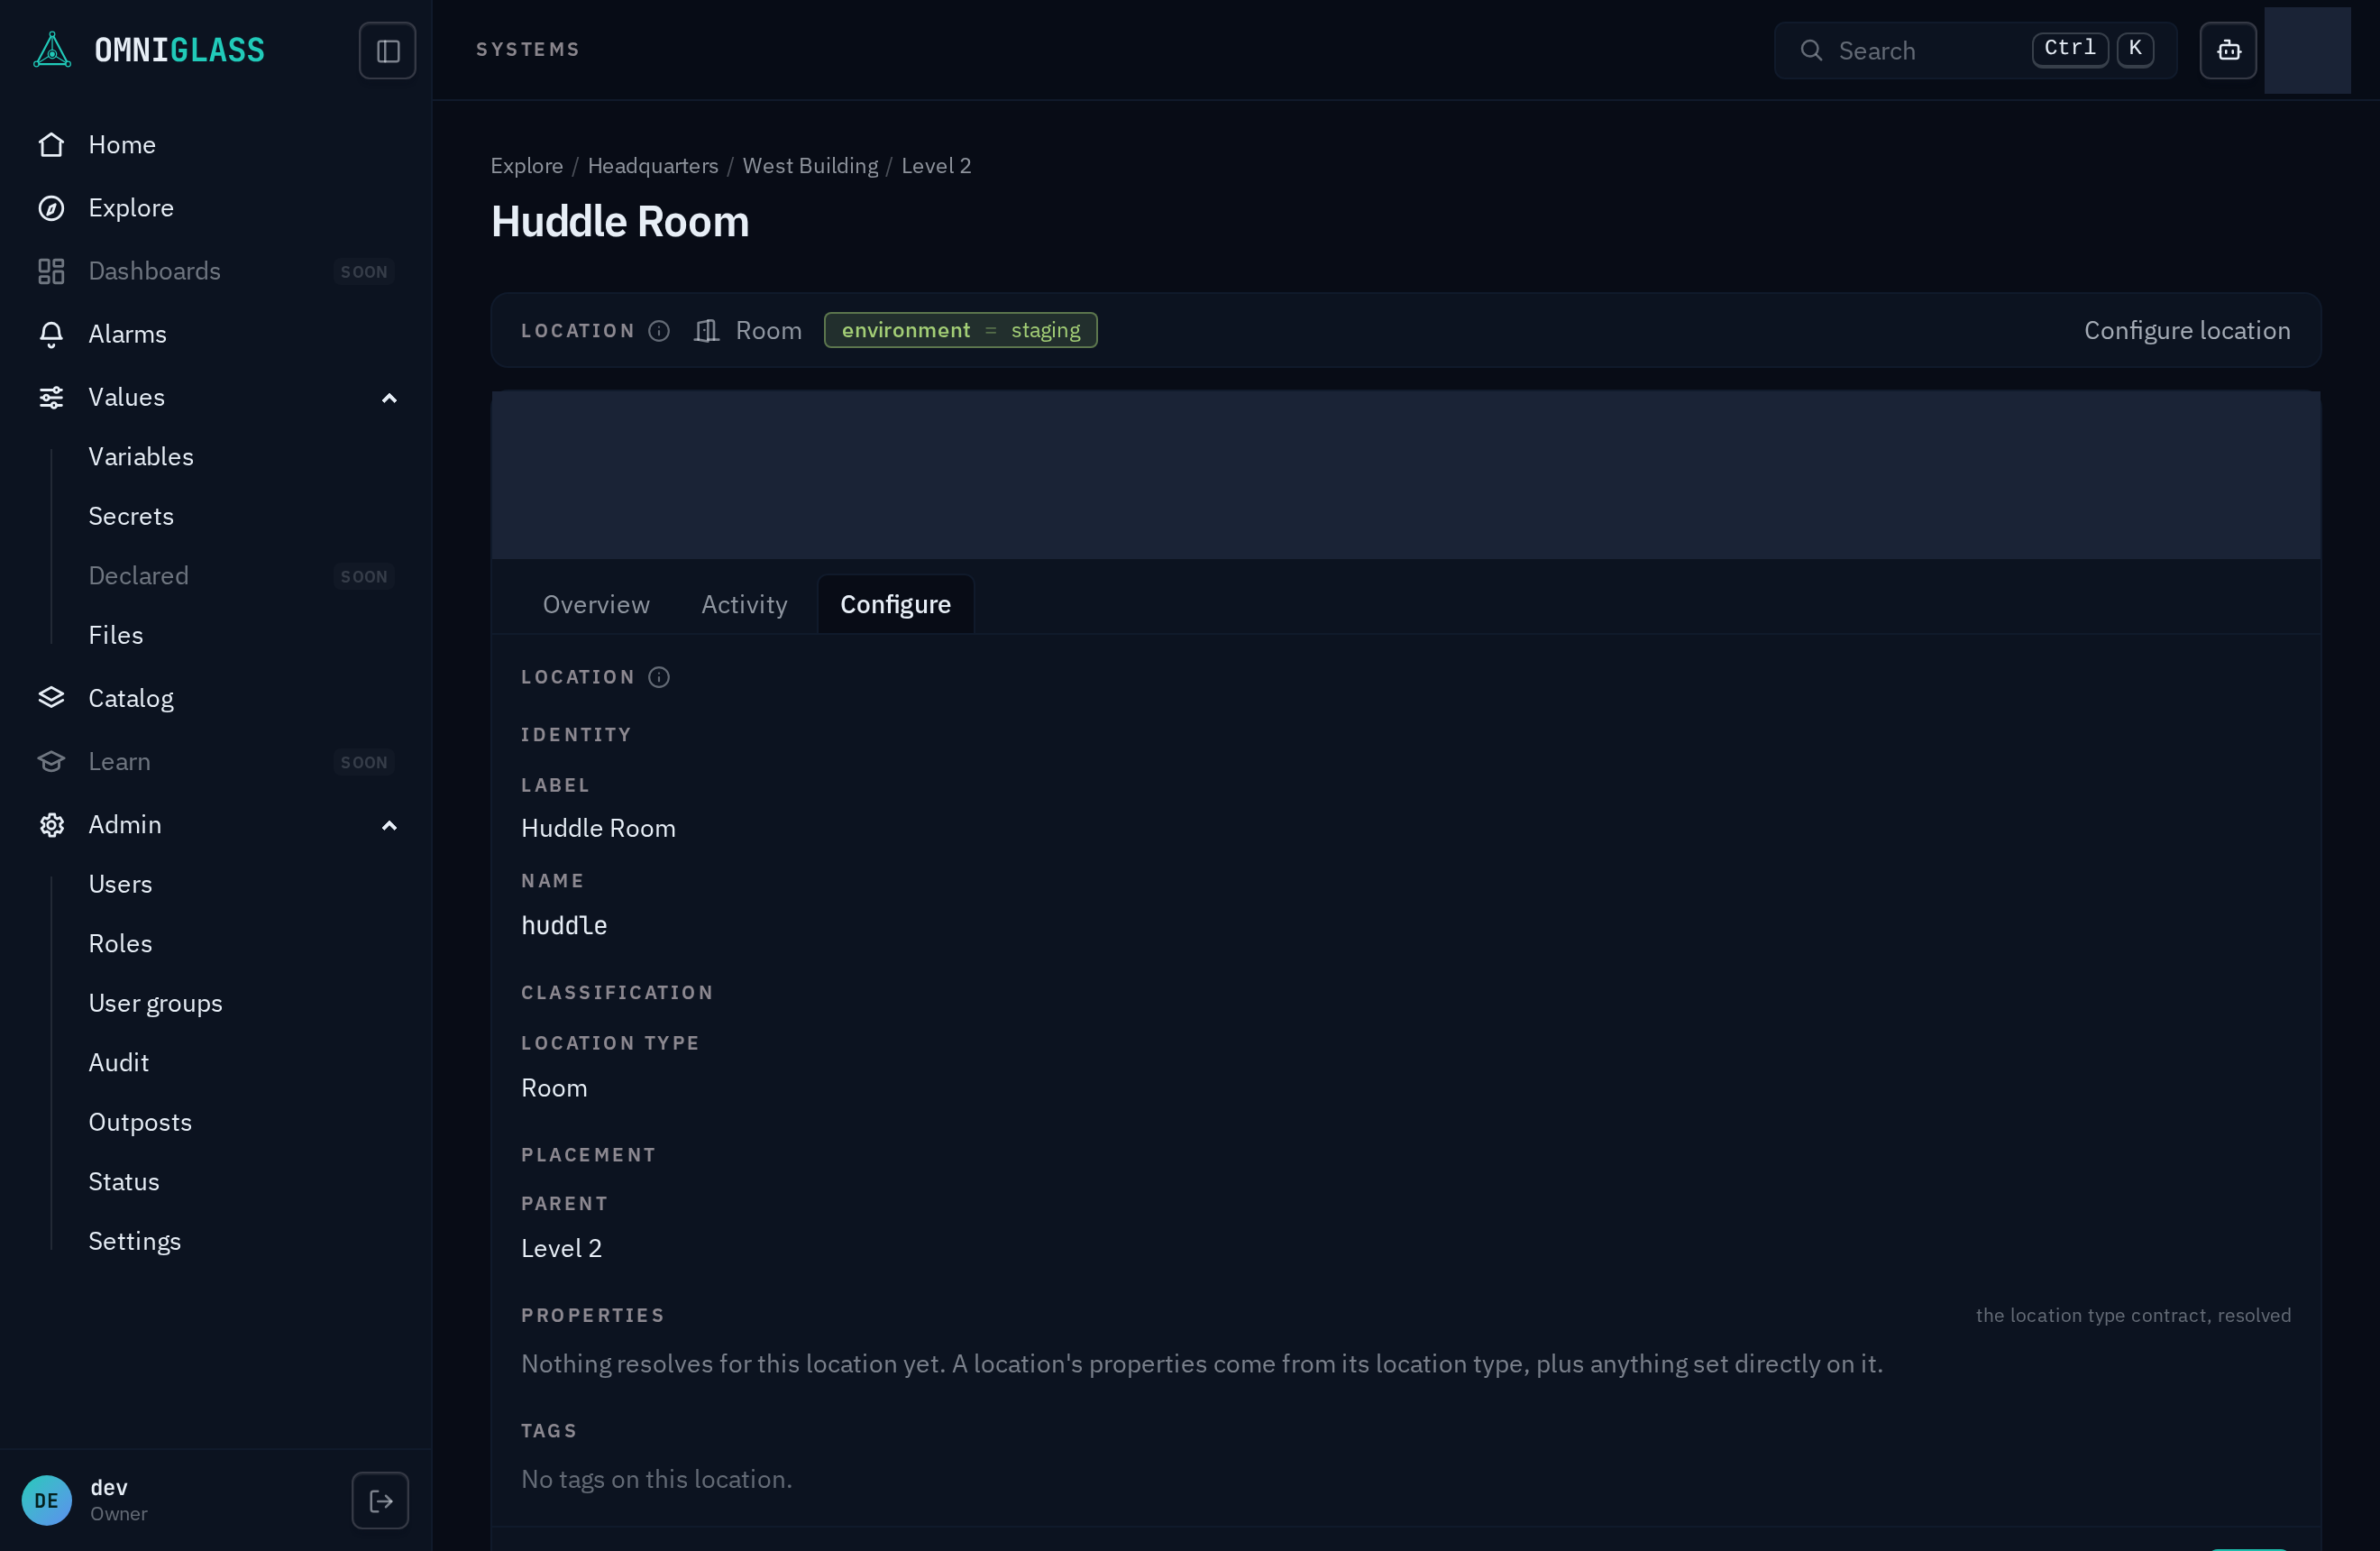 OMNIGLASS
SYSTEMS
Search
Ctrl K
Home
Explore
Dashboards SOON
Alarms
Values
Variables
Secrets
Declared SOON
Files
Catalog
Learn SOON
Admin
Users
Roles
User groups
Audit
Outposts
Status
Settings
DE
dev
Owner
Explore / Headquarters / West Building / Level 2
Huddle Room
LOCATION Room environment = staging Configure location
Overview Activity Configure
LOCATION
IDENTITY
LABEL
Huddle Room
NAME
huddle
CLASSIFICATION
LOCATION TYPE
Room
PLACEMENT
PARENT
Level 2
PROPERTIES the location type contract, resolved
Nothing resolves for this location yet. A location's properties come from its location type, plus anything set directly on it.
TAGS
No tags on this location.